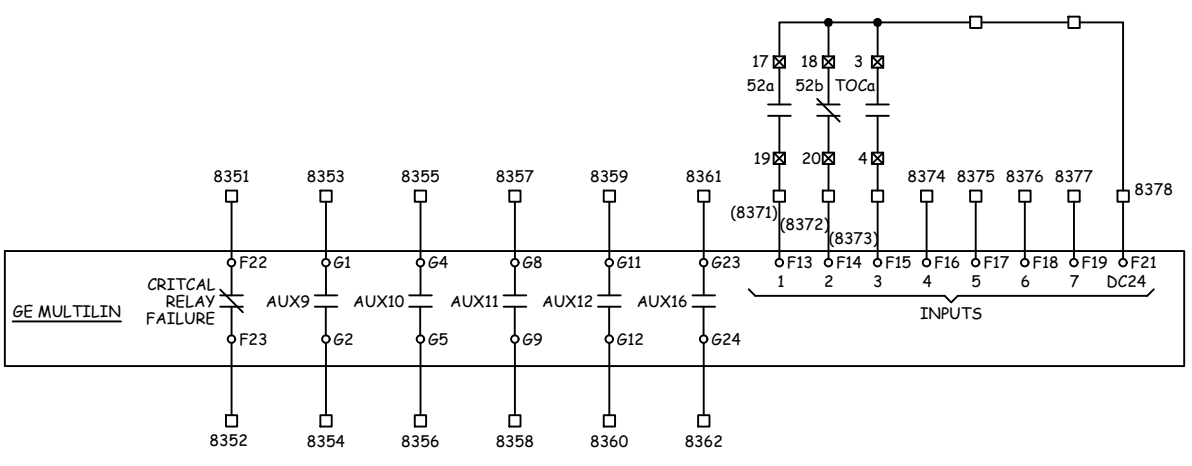 17 18 3
52a 52b TOCa
19 20 4
8351 8353 8355 8357 8359 8361 8374 8375 8376 8377 8378
(8371) (8372) (8373)
F22 G1 G4 G8 G11 G23 F13 F14 F15 F16 F17 F18 F19 F21
1 2 3 4 5 6 7 DC24
CRITCAL
RELAY
FAILURE
AUX9 AUX10 AUX11 AUX12 AUX16
GE MULTILIN
INPUTS
F23 G2 G5 G9 G12 G24
8352 8354 8356 8358 8360 8362